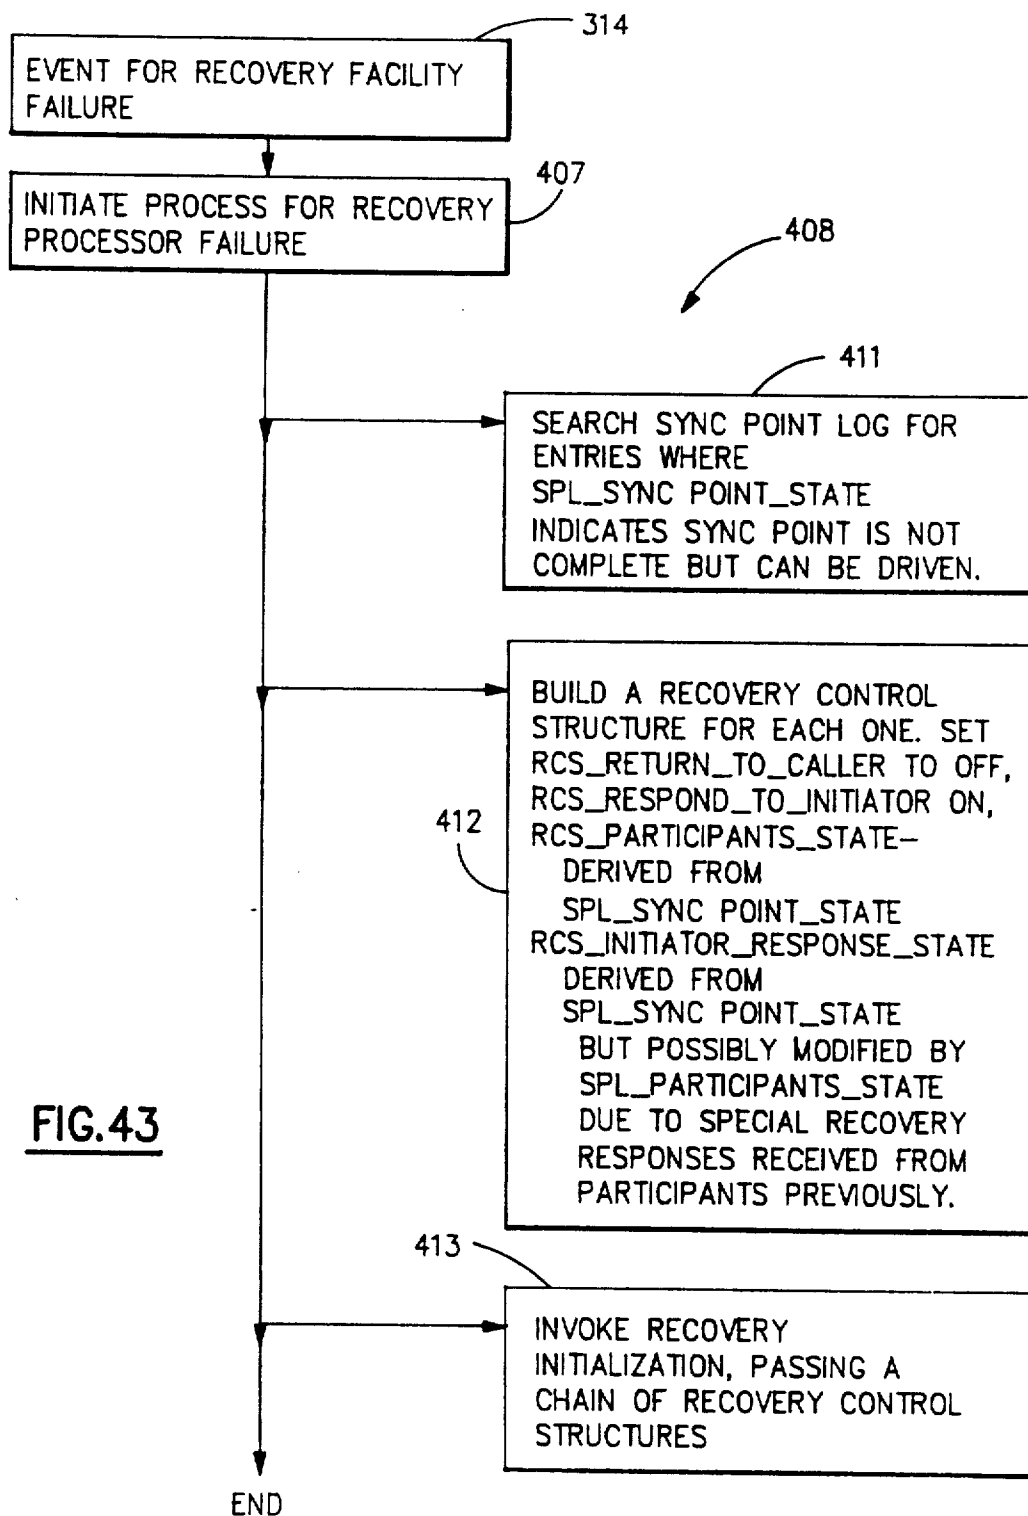 314
EVENT FOR RECOVERY FACILITY
FAILURE
407
INITIATE PROCESS FOR RECOVERY
PROCESSOR FAILURE
408
411
SEARCH SYNC POINT LOG FOR
ENTRIES WHERE
SPL_SYNC POINT_STATE
INDICATES SYNC POINT IS NOT
COMPLETE BUT CAN BE DRIVEN.
412
BUILD A RECOVERY CONTROL
STRUCTURE FOR EACH ONE. SET
RCS_RETURN_TO_CALLER TO OFF,
RCS_RESPOND_TO_INITIATOR ON,
RCS_PARTICIPANTS_STATE-
DERIVED FROM
SPL_SYNC POINT_STATE
RCS_INITIATOR_RESPONSE_STATE
DERIVED FROM
SPL_SYNC POINT_STATE
BUT POSSIBLY MODIFIED BY
SPL_PARTICIPANTS_STATE
DUE TO SPECIAL RECOVERY
RESPONSES RECEIVED FROM
PARTICIPANTS PREVIOUSLY.
FIG.43
413
INVOKE RECOVERY
INITIALIZATION, PASSING A
CHAIN OF RECOVERY CONTROL
STRUCTURES
END